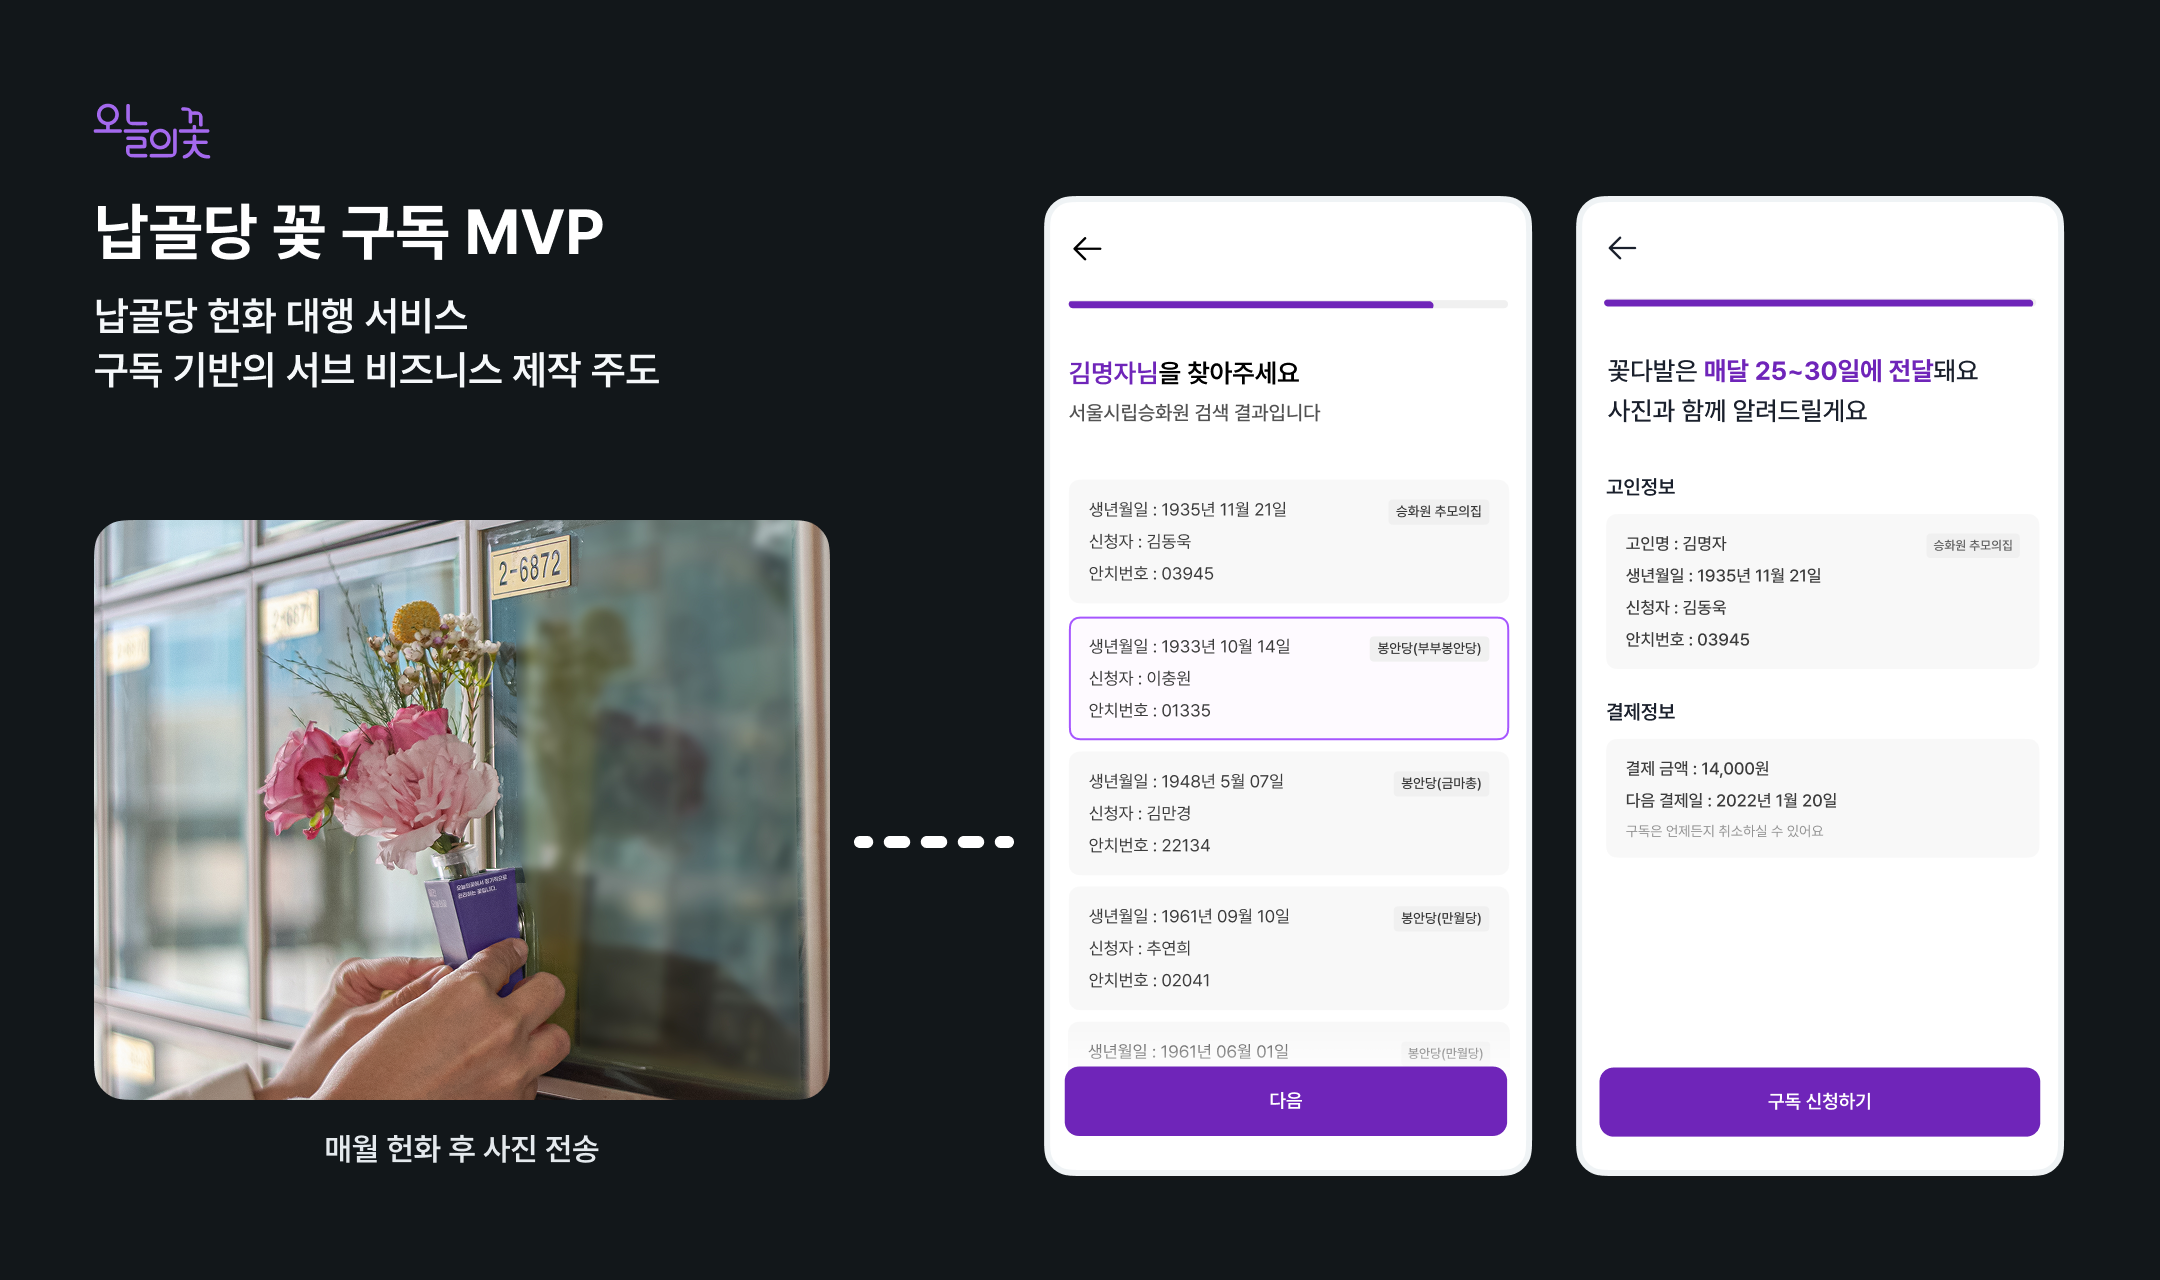 오늘의꽃
납골당 꽃 구독 MVP
납골당 헌화 대행 서비스
구독 기반의 서브 비즈니스 제작 주도
2-6872
2-6671
매월 헌화 후 사진 전송
김명자님을 찾아주세요
서울시립승화원 검색 결과입니다
생년월일 : 1935년 11월 21일
승화원 추모의집
신청자 : 김동욱
안치번호 : 03945
생년월일 : 1933년 10월 14일
봉안당(부부봉안당)
신청자 : 이충원
안치번호 : 01335
생년월일 : 1948년 5월 07일
봉안당(금마총)
신청자 : 김만경
안치번호 : 22134
생년월일 : 1961년 09월 10일
봉안당(만월당)
신청자 : 추연희
안치번호 : 02041
생년월일 : 1961년 06월 01일
봉안당(만월당)
다음
꽃다발은 매달 25~30일에 전달돼요
사진과 함께 알려드릴게요
고인정보
고인명 : 김명자
승화원 추모의집
생년월일 : 1935년 11월 21일
신청자 : 김동욱
안치번호 : 03945
결제정보
결제 금액 : 14,000원
다음 결제일 : 2022년 1월 20일
구독은 언제든지 취소하실 수 있어요
구독 신청하기